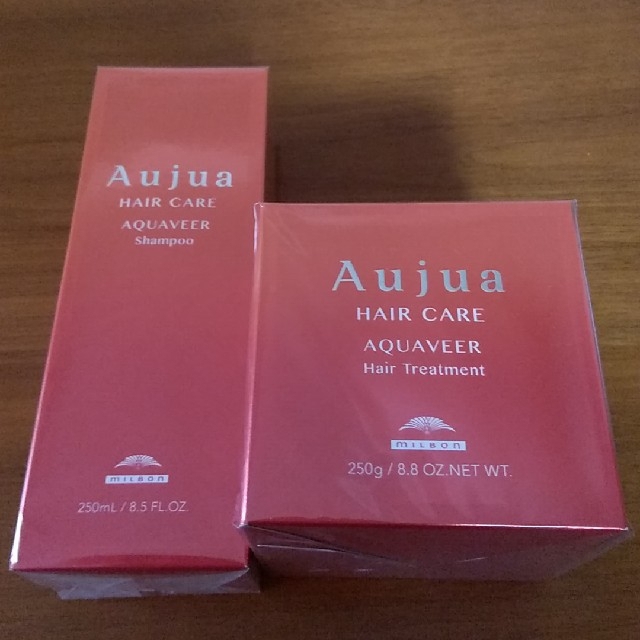 Aujua
HAIR CARE
AQUAVEER
Shampoo
MILBON
250mL / 8.5 FL.OZ.
Aujua
HAIR CARE
AQUAVEER
Hair Treatment
MILBON
250g / 8.8 OZ.NET WT.